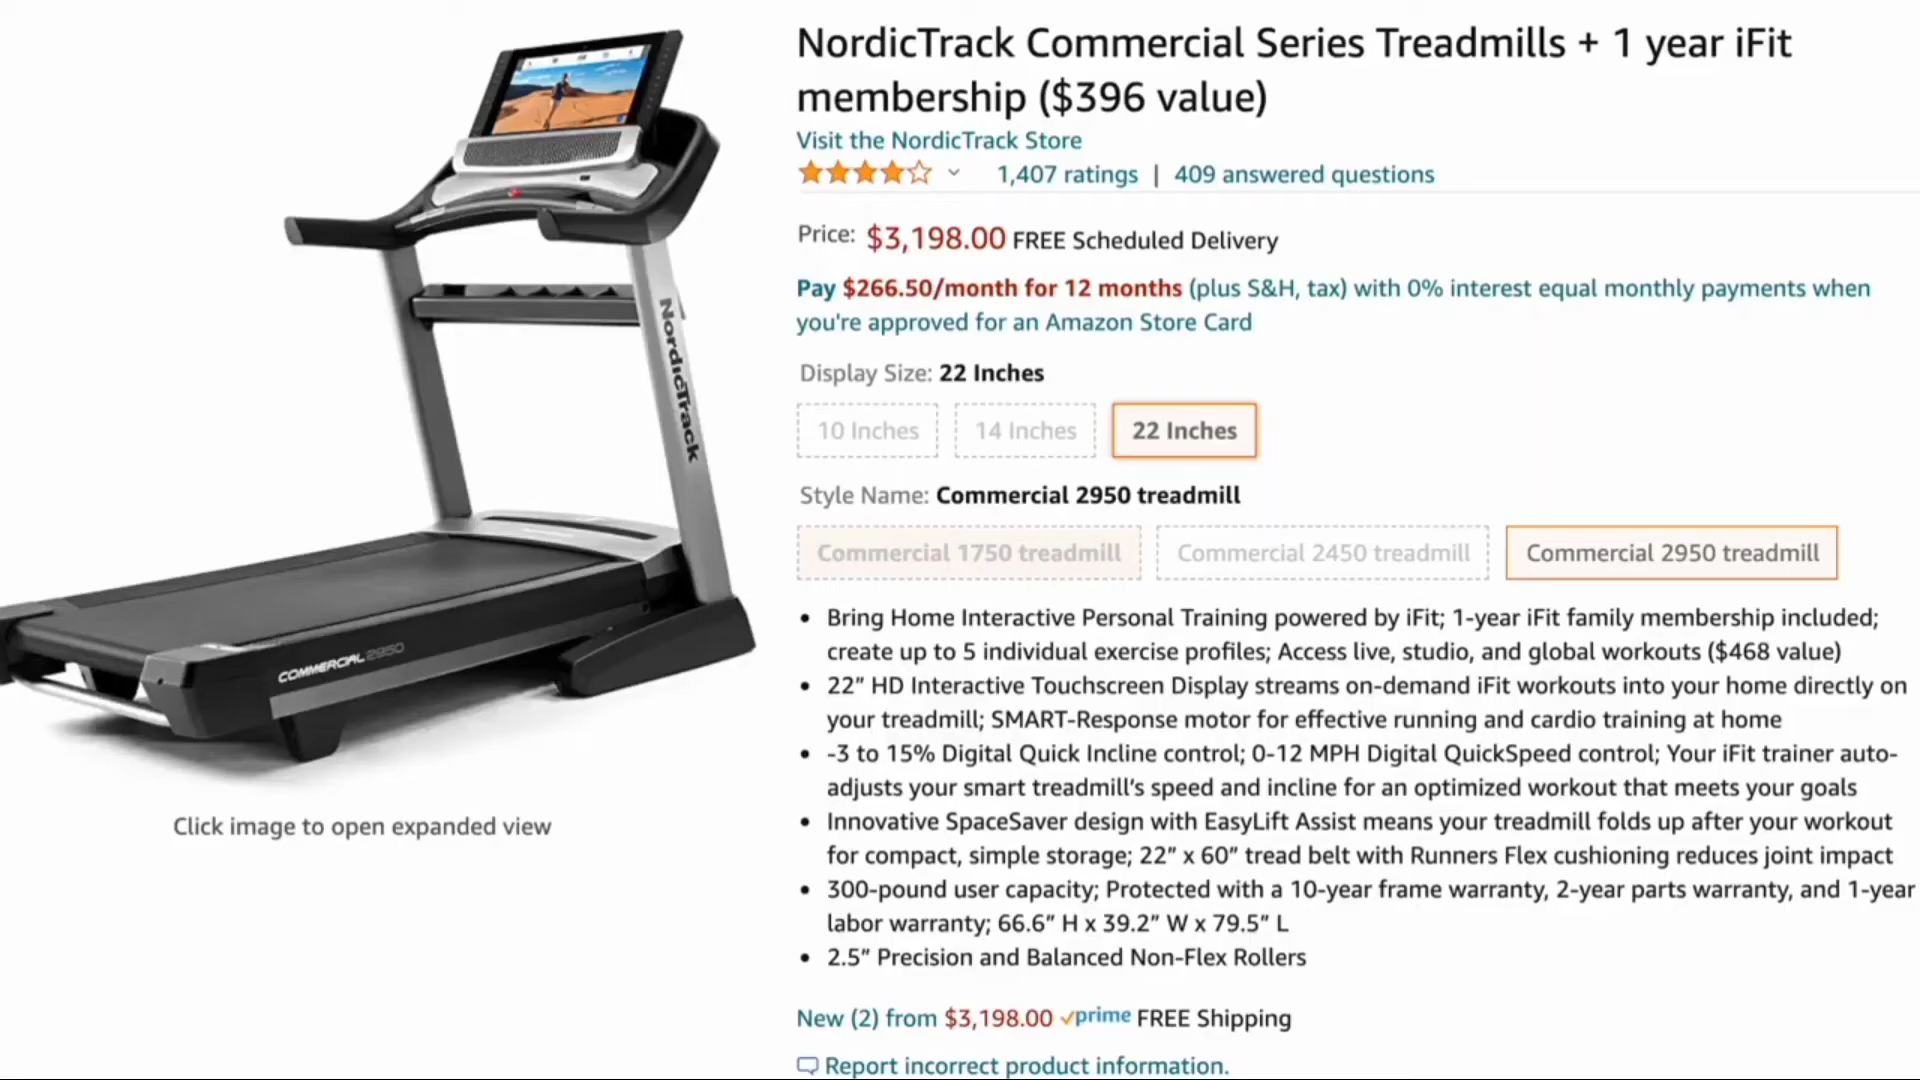 NordicTrack Commercial Series Treadmills + 1 year iFit
membership ($396 value)
Visit the NordicTrack Store
1,407 ratings | 409 answered questions
Price: $3,198.00 FREE Scheduled Delivery
Pay $266.50/month for 12 months (plus S&H, tax) with 0% interest equal monthly payments when
you're approved for an Amazon Store Card
Display Size: 22 Inches
10 Inches 14 Inches 22 Inches
Style Name: Commercial 2950 treadmill
Commercial 1750 treadmill Commercial 2450 treadmill Commercial 2950 treadmill
• Bring Home Interactive Personal Training powered by iFit; 1-year iFit family membership included;
create up to 5 individual exercise profiles; Access live, studio, and global workouts ($468 value)
• 22” HD Interactive Touchscreen Display streams on-demand iFit workouts into your home directly on
your treadmill; SMART-Response motor for effective running and cardio training at home
• -3 to 15% Digital Quick Incline control; 0-12 MPH Digital QuickSpeed control; Your iFit trainer auto-
adjusts your smart treadmill’s speed and incline for an optimized workout that meets your goals
• Innovative SpaceSaver design with EasyLift Assist means your treadmill folds up after your workout
for compact, simple storage; 22” x 60” tread belt with Runners Flex cushioning reduces joint impact
• 300-pound user capacity; Protected with a 10-year frame warranty, 2-year parts warranty, and 1-year
labor warranty; 66.6” H x 39.2” W x 79.5” L
• 2.5” Precision and Balanced Non-Flex Rollers
New (2) from $3,198.00 prime FREE Shipping
Report incorrect product information.
NordicTrack
COMMERCIAL 2950
Click image to open expanded view